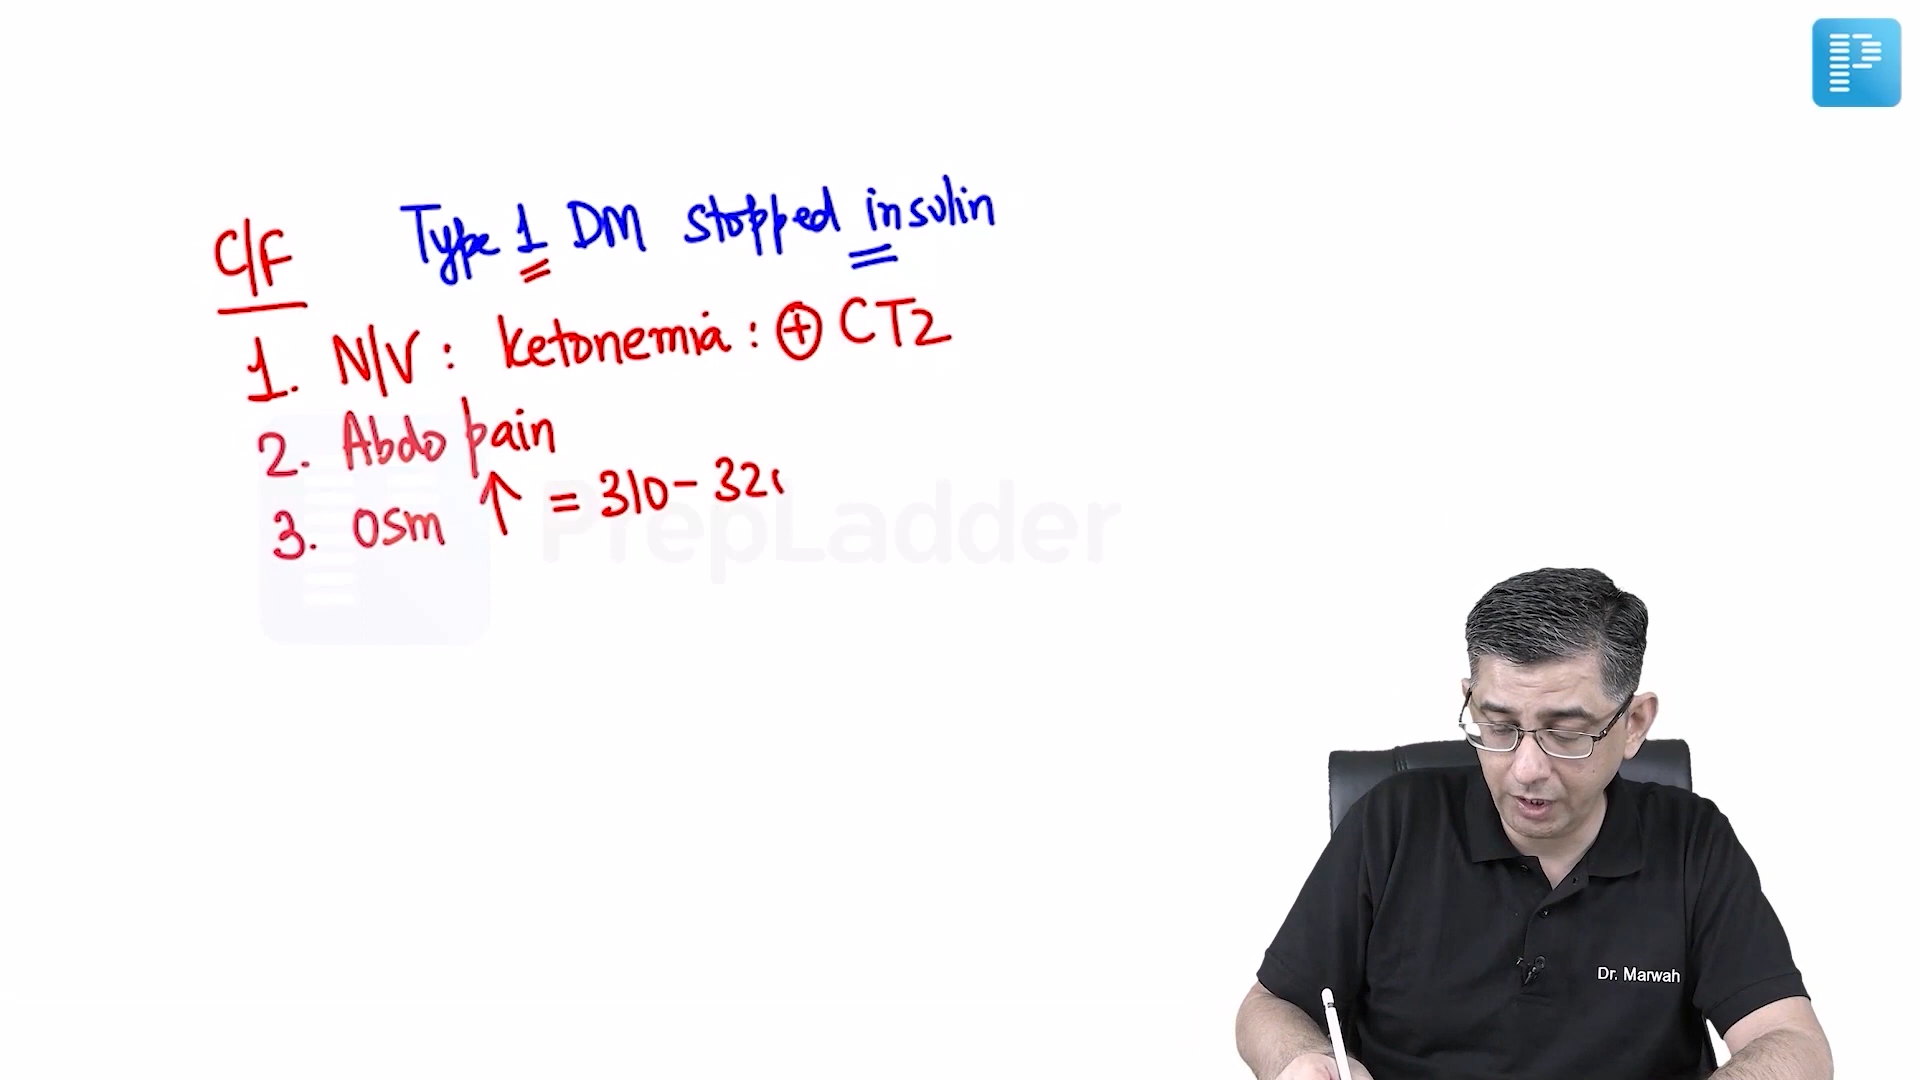 C/F Type 1 DM stopped insulin
1. N/V : ketonemia : ⊕ CTZ
2. Abdo pain
3. Osm ↑ = 310-32
PrepLadder
Dr. Marwah